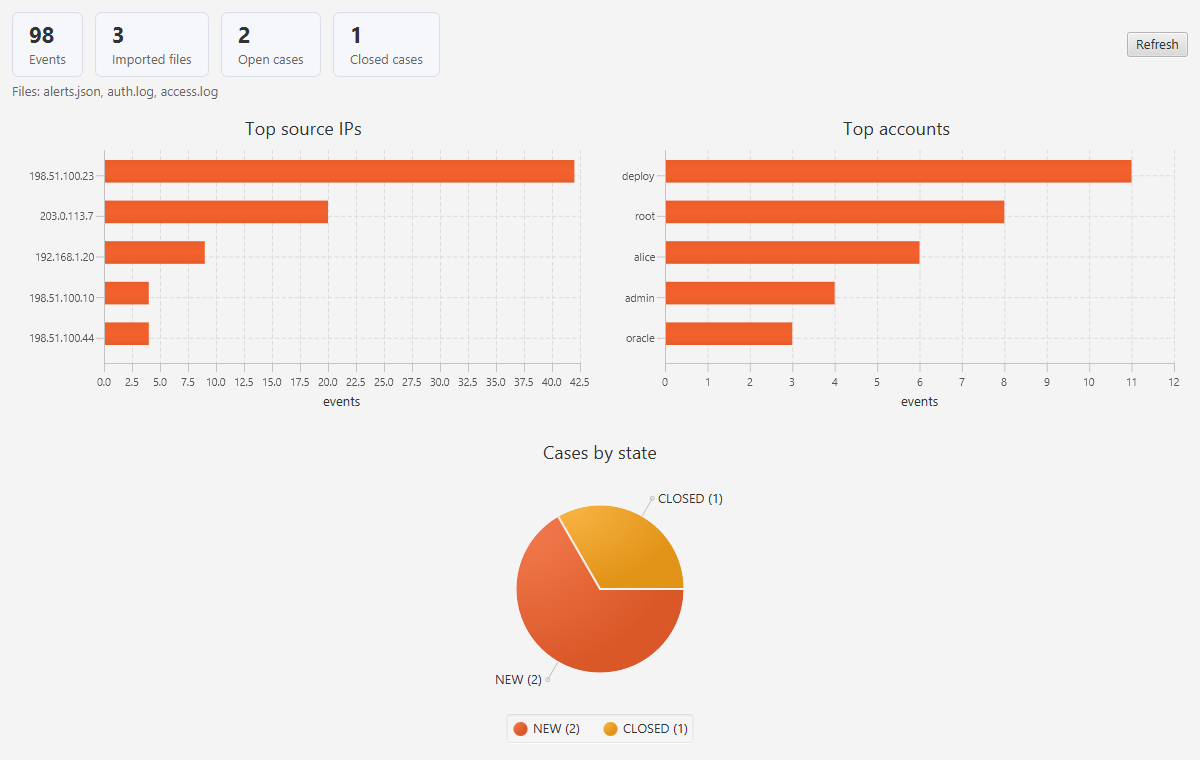 98
Events
3
Imported files
2
Open cases
1
Closed cases
Refresh
Files: alerts.json, auth.log, access.log
Top source IPs
198.51.100.23
203.0.113.7
192.168.1.20
198.51.100.10
198.51.100.44
0.0 2.5 5.0 7.5 10.0 12.5 15.0 17.5 20.0 22.5 25.0 27.5 30.0 32.5 35.0 37.5 40.0 42.5
events
Top accounts
deploy
root
alice
admin
oracle
0 1 2 3 4 5 6 7 8 9 10 11 12
events
Cases by state
CLOSED (1)
NEW (2)
NEW (2) CLOSED (1)